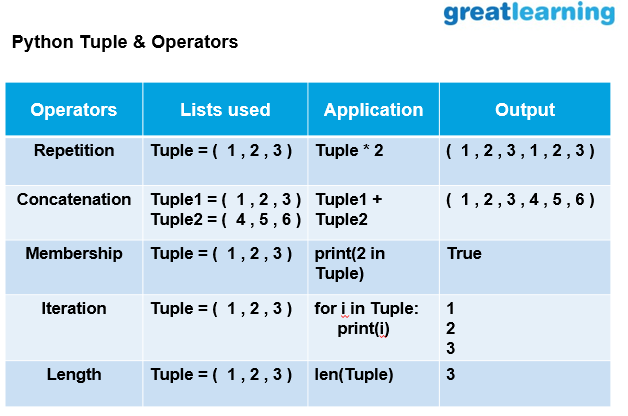 greatlearning
Python Tuple & Operators
Operators Lists used Application Output
Repetition Tuple = ( 1 , 2 , 3 ) Tuple * 2 ( 1 , 2 , 3 , 1 , 2 , 3 )
Concatenation Tuple1 = ( 1 , 2 , 3 ) Tuple1 + ( 1 , 2 , 3 , 4 , 5 , 6 )
Tuple2 = ( 4 , 5 , 6 ) Tuple2
Membership Tuple = ( 1 , 2 , 3 ) print(2 in True
Tuple)
Iteration Tuple = ( 1 , 2 , 3 ) for i in Tuple: 1
print(i) 2
3
Length Tuple = ( 1 , 2 , 3 ) len(Tuple) 3